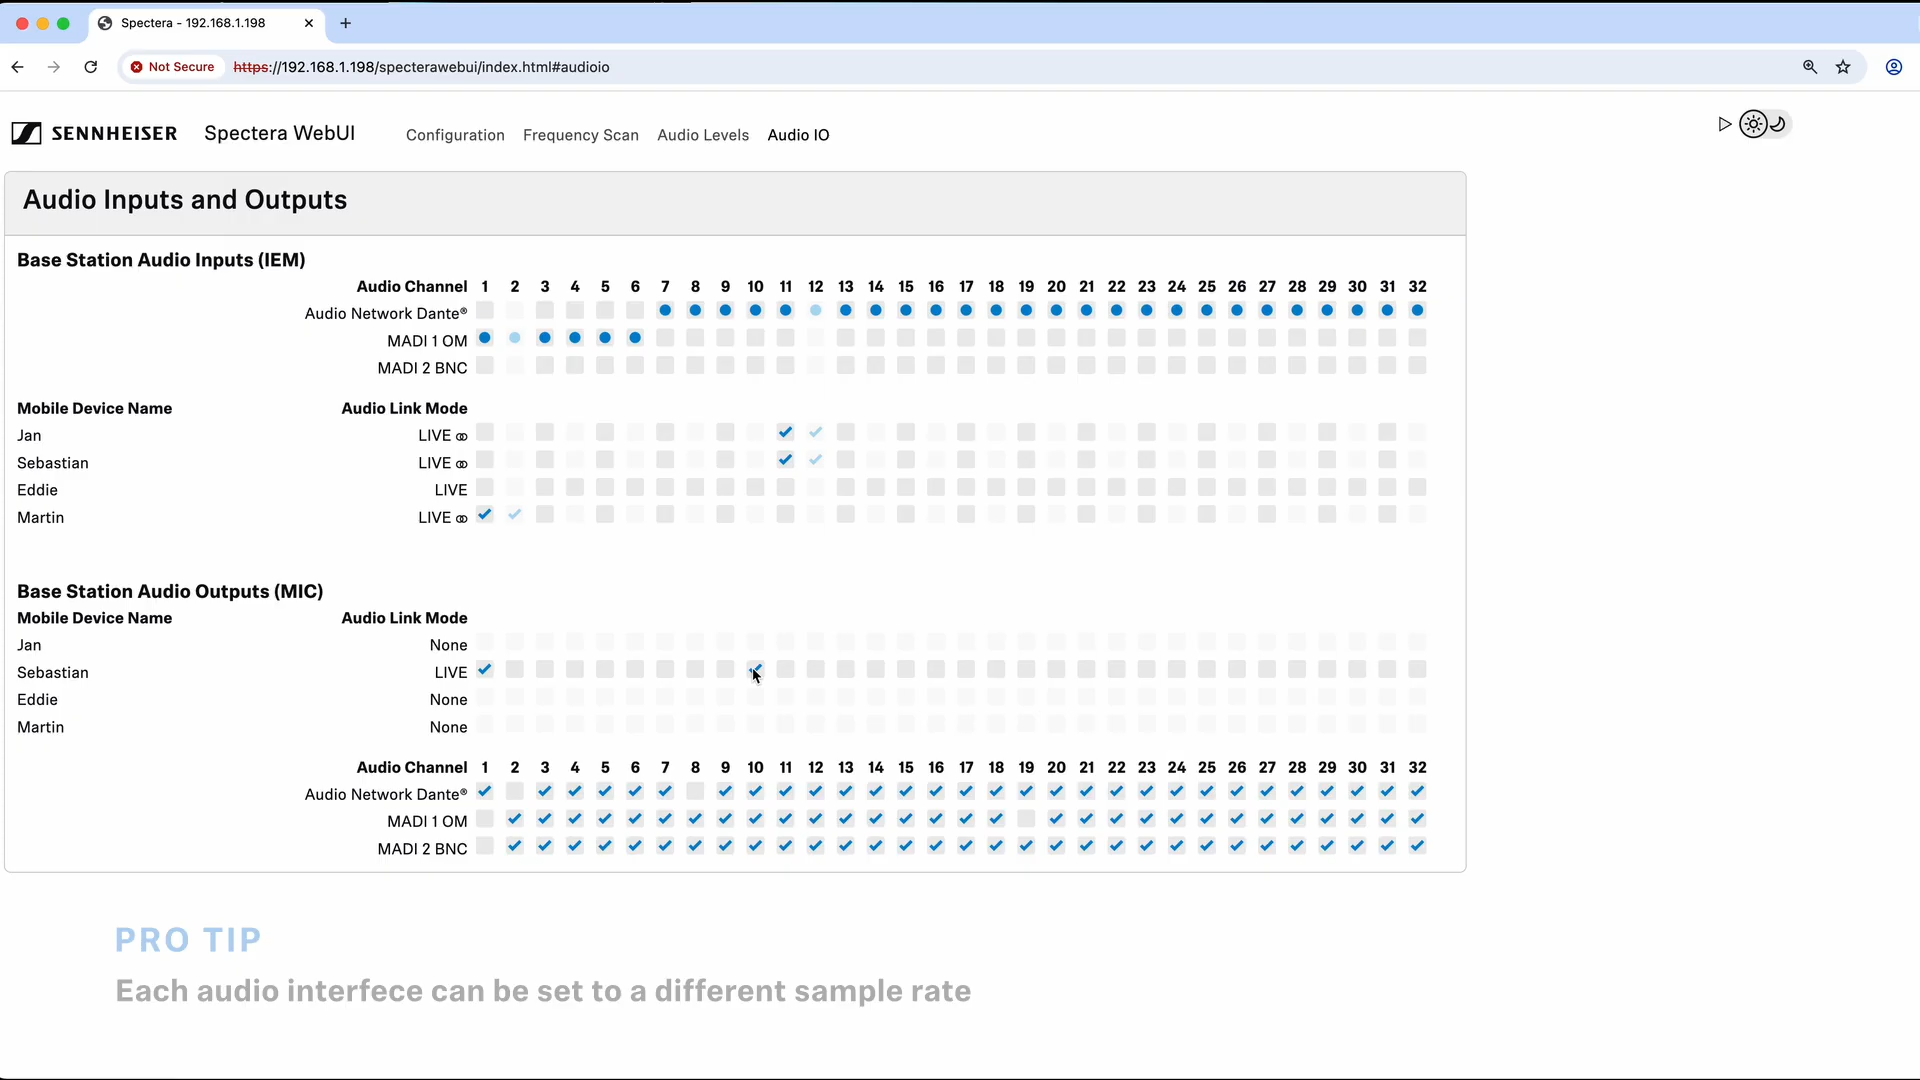 Spectera - 192.168.1.198
Not Secure https://192.168.1.198/specterawebui/index.html#audioio
SENNHEISER Spectera WebUI Configuration Frequency Scan Audio Levels Audio IO
Audio Inputs and Outputs
Base Station Audio Inputs (IEM)
Audio Channel 1 2 3 4 5 6 7 8 9 10 11 12 13 14 15 16 17 18 19 20 21 22 23 24 25 26 27 28 29 30 31 32
Audio Network Dante®
MADI 1 OM
MADI 2 BNC
Mobile Device Name Audio Link Mode
Jan LIVE
Sebastian LIVE
Eddie LIVE
Martin LIVE
Base Station Audio Outputs (MIC)
Mobile Device Name Audio Link Mode
Jan None
Sebastian LIVE
Eddie None
Martin None
Audio Channel 1 2 3 4 5 6 7 8 9 10 11 12 13 14 15 16 17 18 19 20 21 22 23 24 25 26 27 28 29 30 31 32
Audio Network Dante®
MADI 1 OM
MADI 2 BNC
PRO TIP
Each audio interfece can be set to a different sample rate